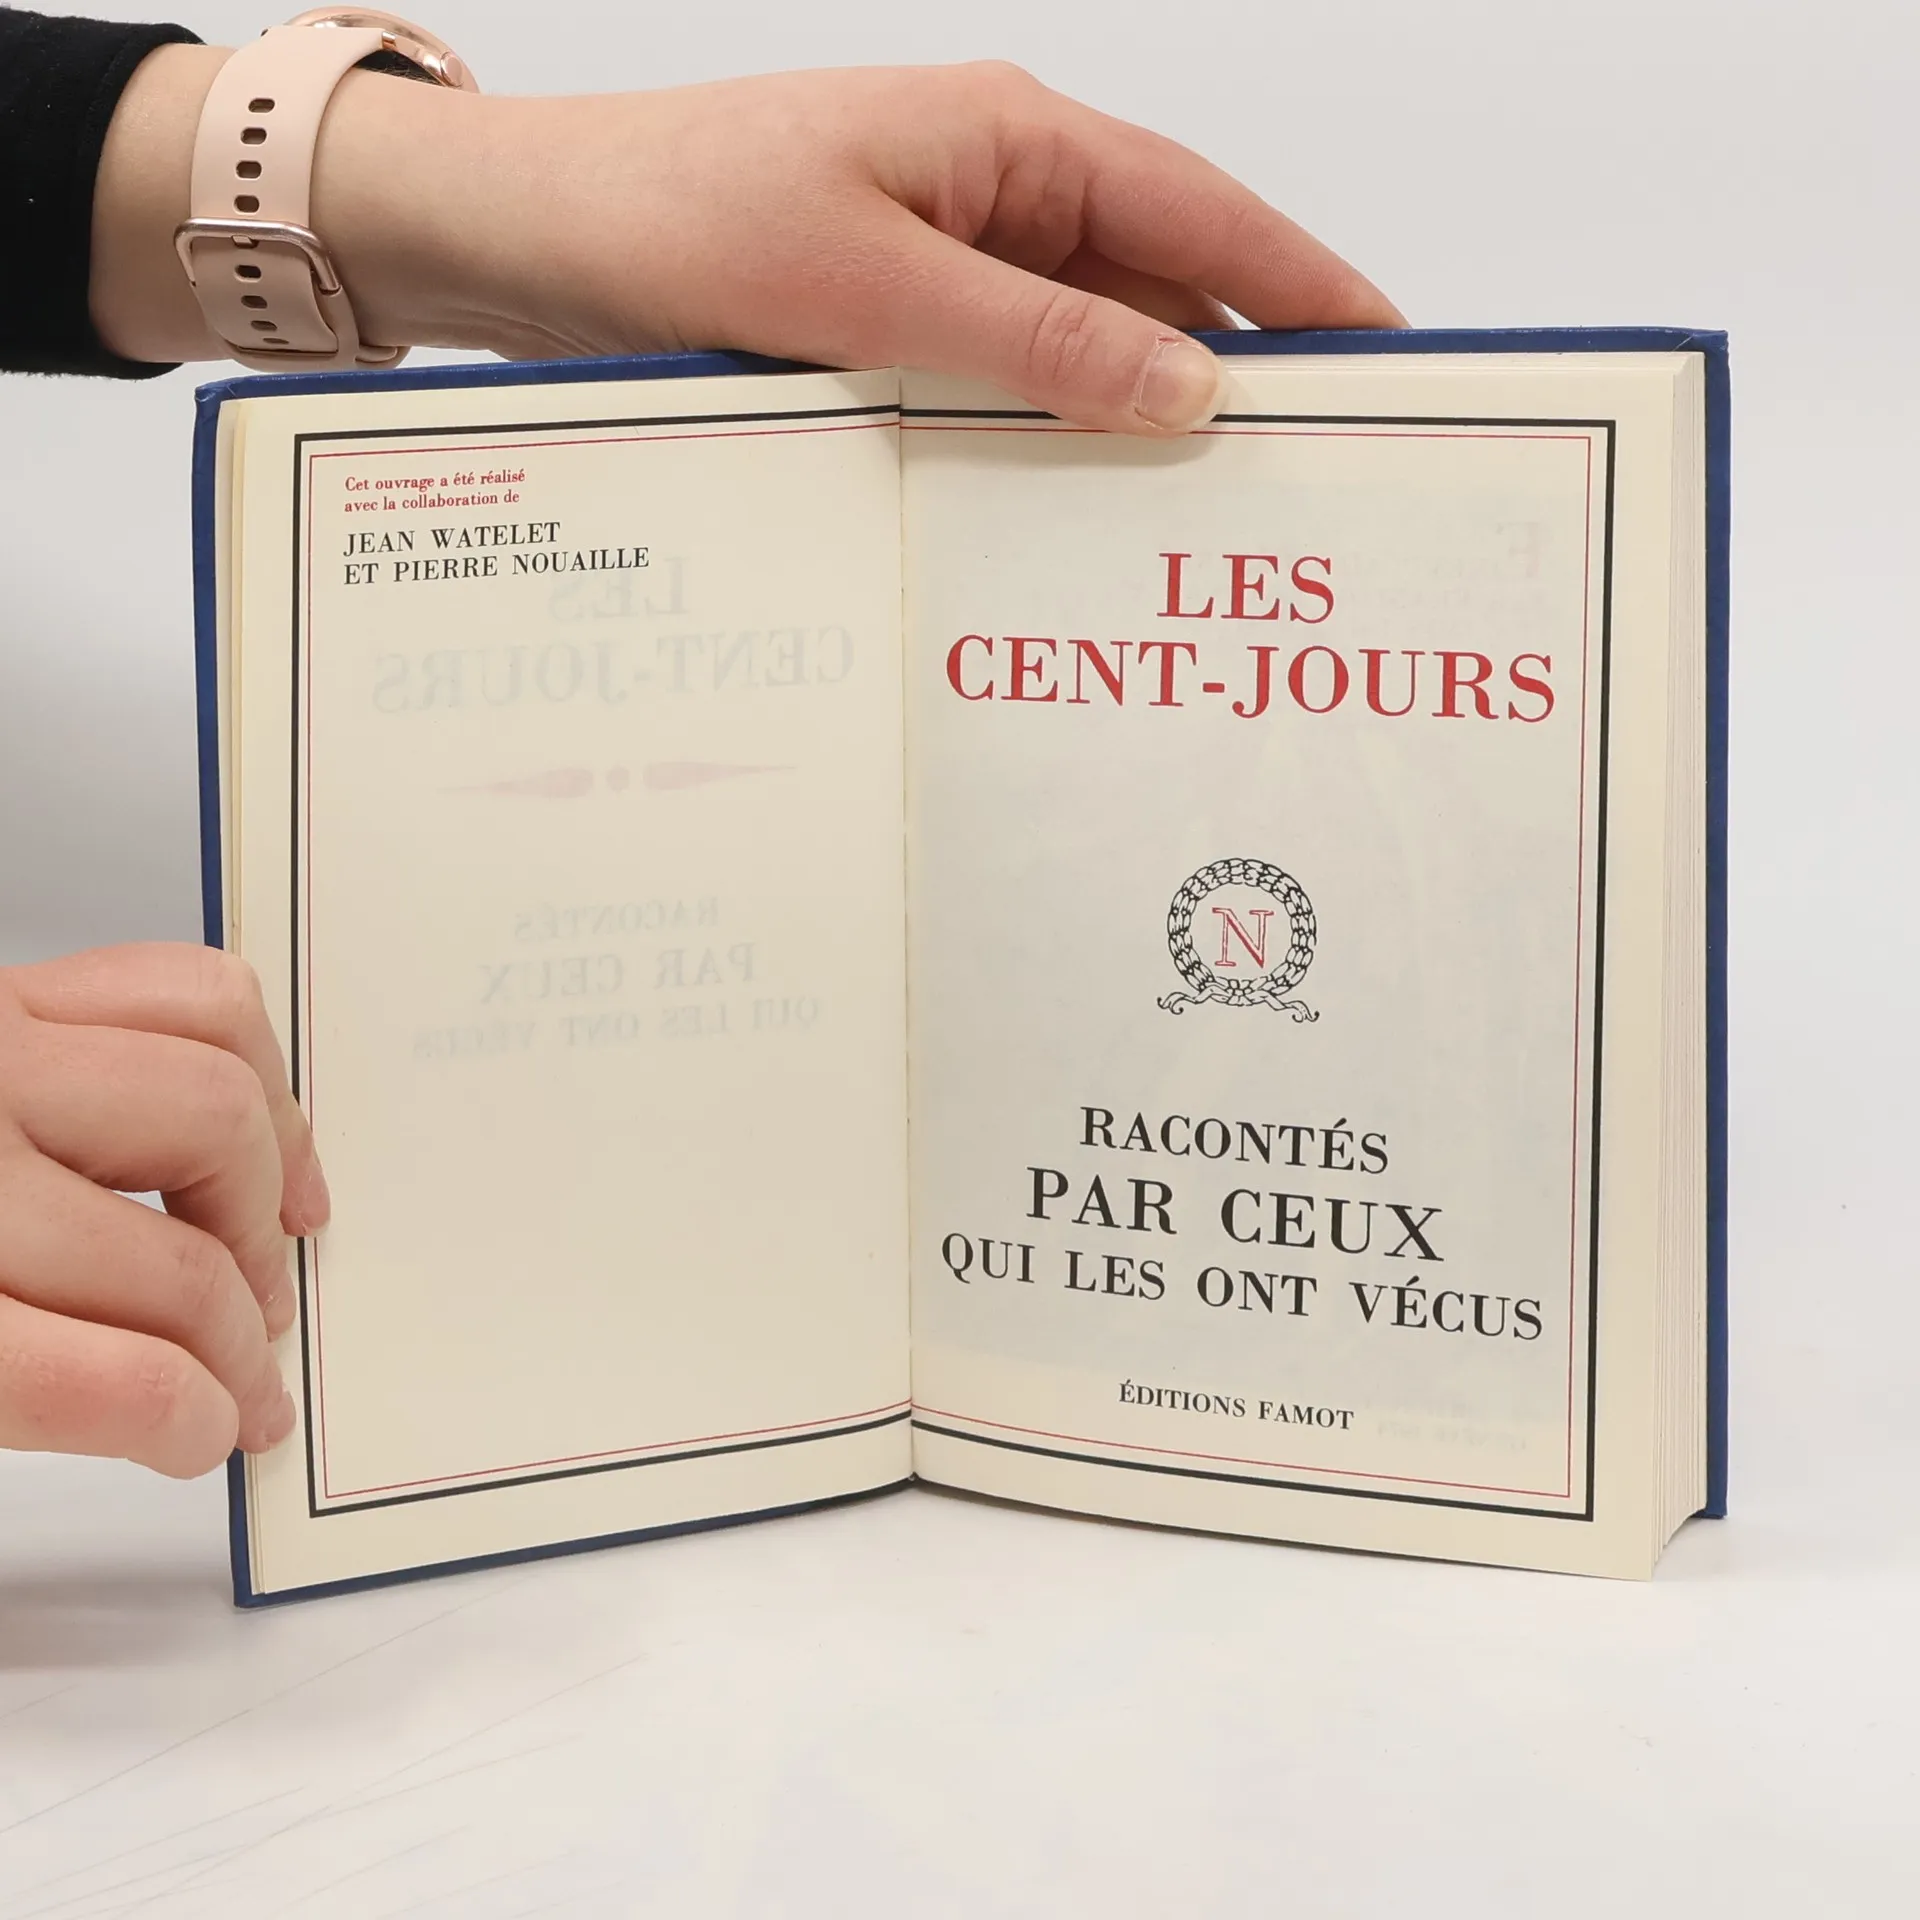 Cet ouvrage a été réalisé
avec la collaboration de
JEAN WATELET
ET PIERRE NOUAILLE
LES
CENT-JOURS
N
RACONTÉS
PAR CEUX
QUI LES ONT VÉCUS
ÉDITIONS FAMOT